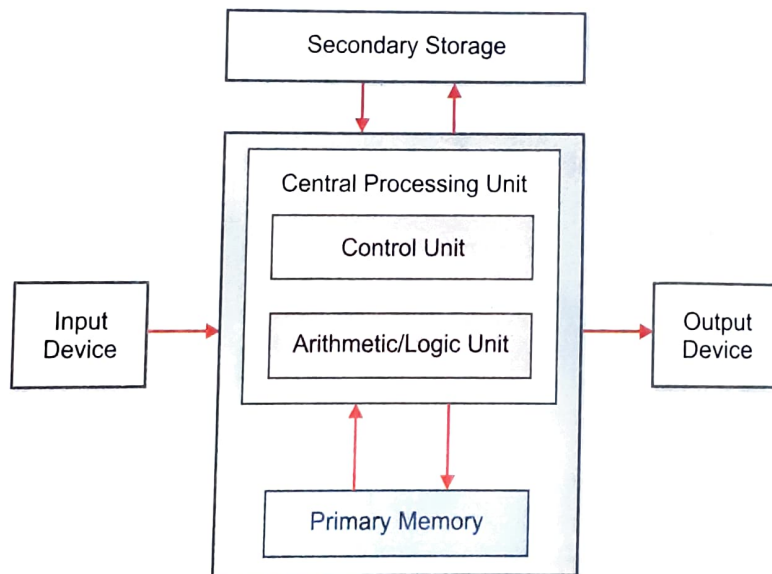 Secondary Storage
Central Processing Unit
Control Unit
Input
Device
Arithmetic/Logic Unit
Output
Device
Primary Memory